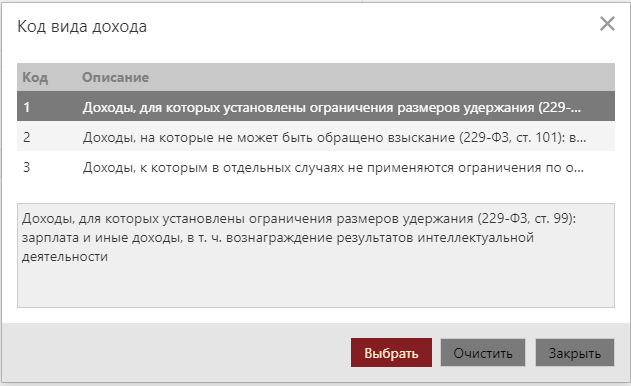 Код вида дохода
Код Описание
1 Доходы, для которых установлены ограничения размеров удержания (229-...
2 Доходы, на которые не может быть обращено взыскание (229-ФЗ, ст. 101): в...
3 Доходы, к которым в отдельных случаях не применяются ограничения по о...
Доходы, для которых установлены ограничения размеров удержания (229-ФЗ, ст. 99):
зарплата и иные доходы, в т. ч. вознаграждение результатов интеллектуальной
деятельности
Выбрать Очистить Закрыть